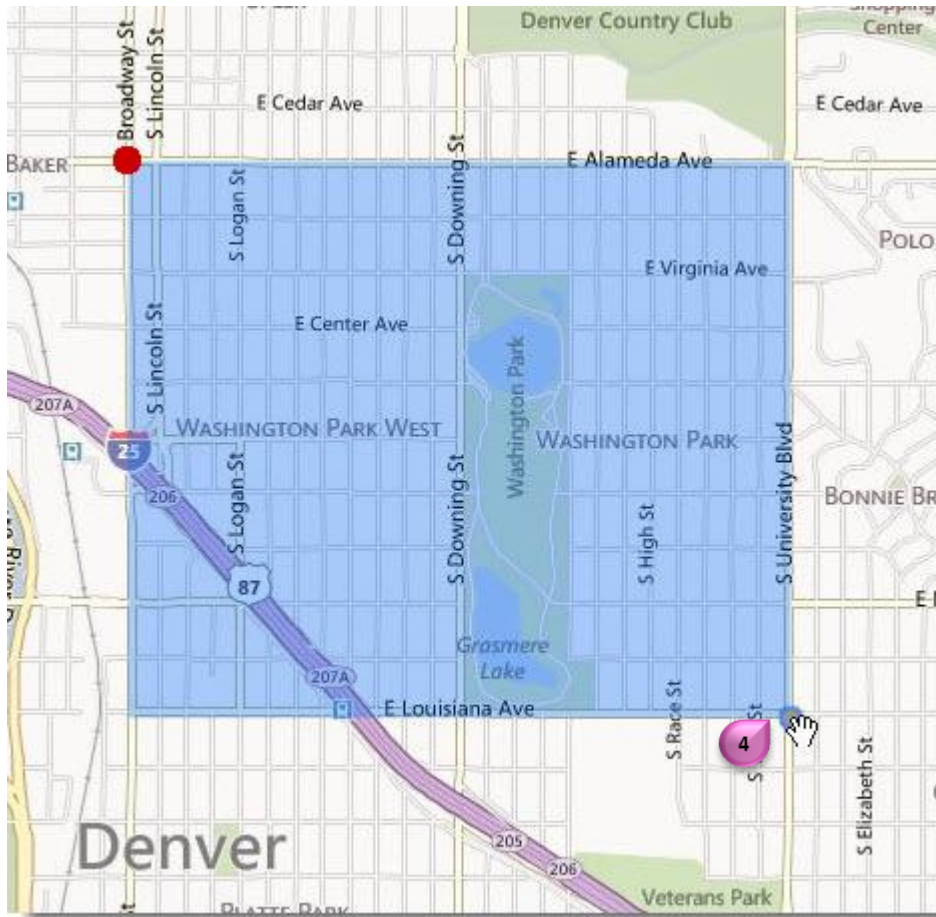 Denver Country Club
Shopping
Center
Broadway St
S Lincoln St
E Cedar Ave
E Cedar Ave
BAKER
E Alameda Ave
S Logan St
S Downing St
POLO
E Virginia Ave
E Center Ave
S Lincoln St
Washington Park
207A
WASHINGTON PARK WEST
WASHINGTON PARK
25
S University Blvd
206
S Logan St
S Downing St
S High St
BONNIE BR
87
E
Grasmere
Lake
207A
E Louisiana Ave
S Race St
4
S Elizabeth St
Denver
205
206
Veterans Park
PLATTE PARK